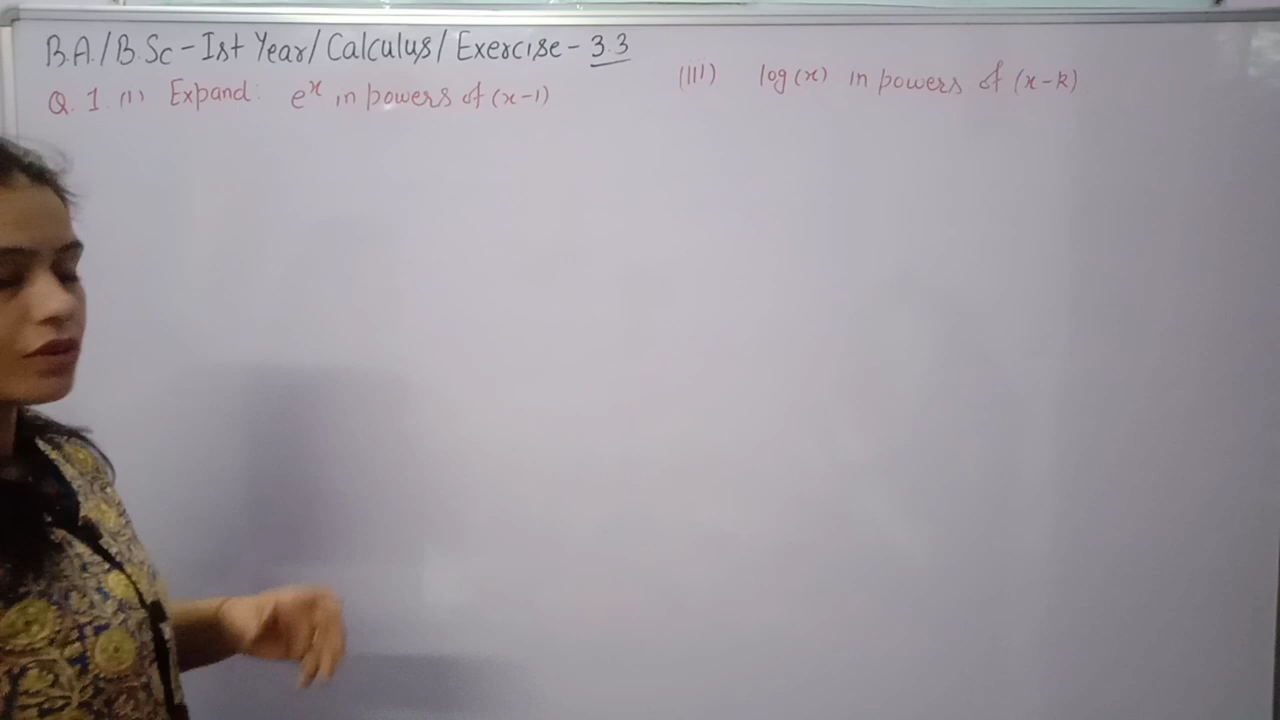 B.A./B.Sc - Ist Year/Calculus/Exercise - 3.3
Q. 1. (i) Expand: e^x in powers of (x-1)
(iii) log(x) in powers of (x-k)